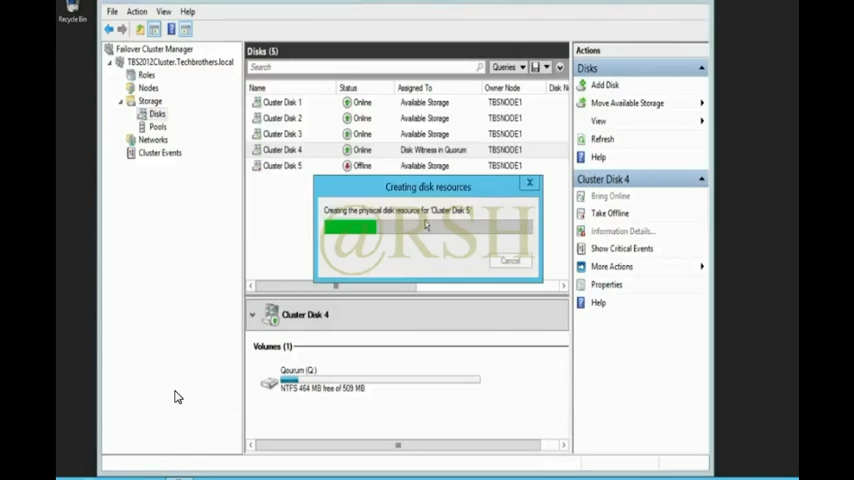 Recycle Bin
File Action View Help
Failover Cluster Manager
TBS2012Cluster.Techbrothers.local
Roles
Nodes
Storage
Disks
Pools
Networks
Cluster Events
Disks (5)
Search
Queries
Name Status Assigned To Owner Node Disk N
Cluster Disk 1 Online Available Storage TBSNODE1
Cluster Disk 2 Online Available Storage TBSNODE1
Cluster Disk 3 Online Available Storage TBSNODE1
Cluster Disk 4 Online Disk Witness in Quorum TBSNODE1
Cluster Disk 5 Offline Available Storage TBSNODE1
Creating disk resources
X
Creating the physical disk resource for 'Cluster Disk 5'.
@RSH
Cancel
Cluster Disk 4
Volumes (1)
Qourum (Q:)
NTFS 464 MB free of 509 MB
Actions
Disks
Add Disk
Move Available Storage
View
Refresh
Help
Cluster Disk 4
Bring Online
Take Offline
Information Details...
Show Critical Events
More Actions
Properties
Help